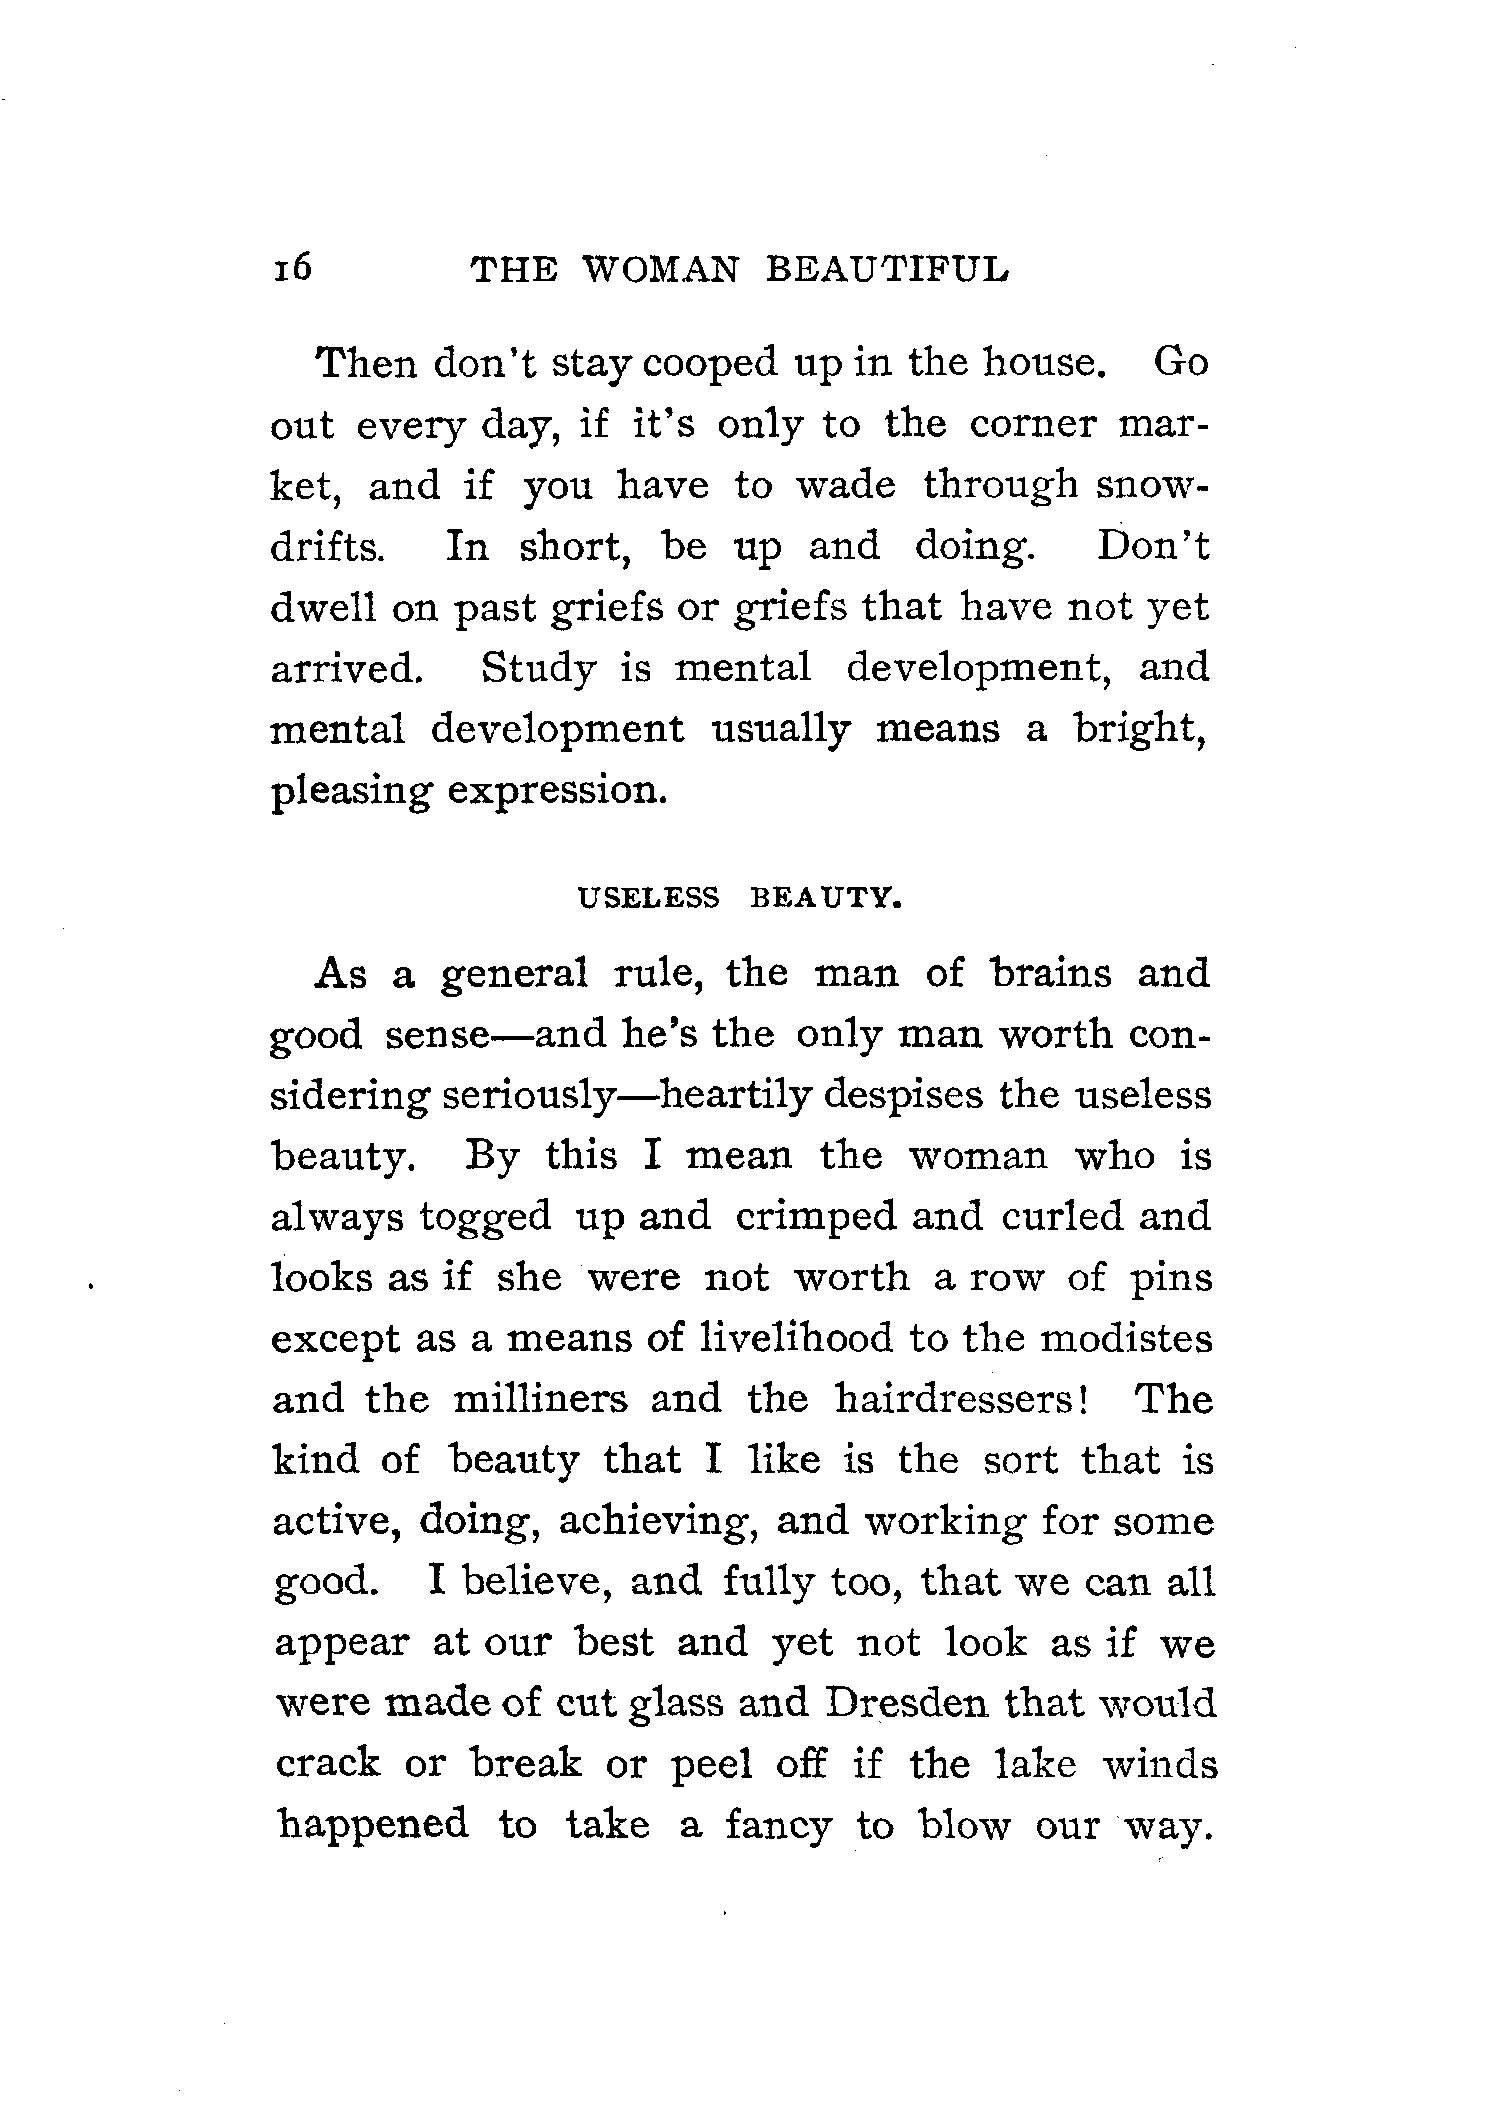 16 THE WOMAN BEAUTIFUL
Then don't stay cooped up in the house. Go
out every day, if it's only to the corner mar-
ket, and if you have to wade through snow-
drifts. In short, be up and doing. Don't
dwell on past griefs or griefs that have not yet
arrived. Study is mental development, and
mental development usually means a bright,
pleasing expression.
USELESS BEAUTY.
As a general rule, the man of brains and
good sense—and he's the only man worth con-
sidering seriously—heartily despises the useless
beauty. By this I mean the woman who is
always togged up and crimped and curled and
looks as if she were not worth a row of pins
except as a means of livelihood to the modistes
and the milliners and the hairdressers! The
kind of beauty that I like is the sort that is
active, doing, achieving, and working for some
good. I believe, and fully too, that we can all
appear at our best and yet not look as if we
were made of cut glass and Dresden that would
crack or break or peel off if the lake winds
happened to take a fancy to blow our way.